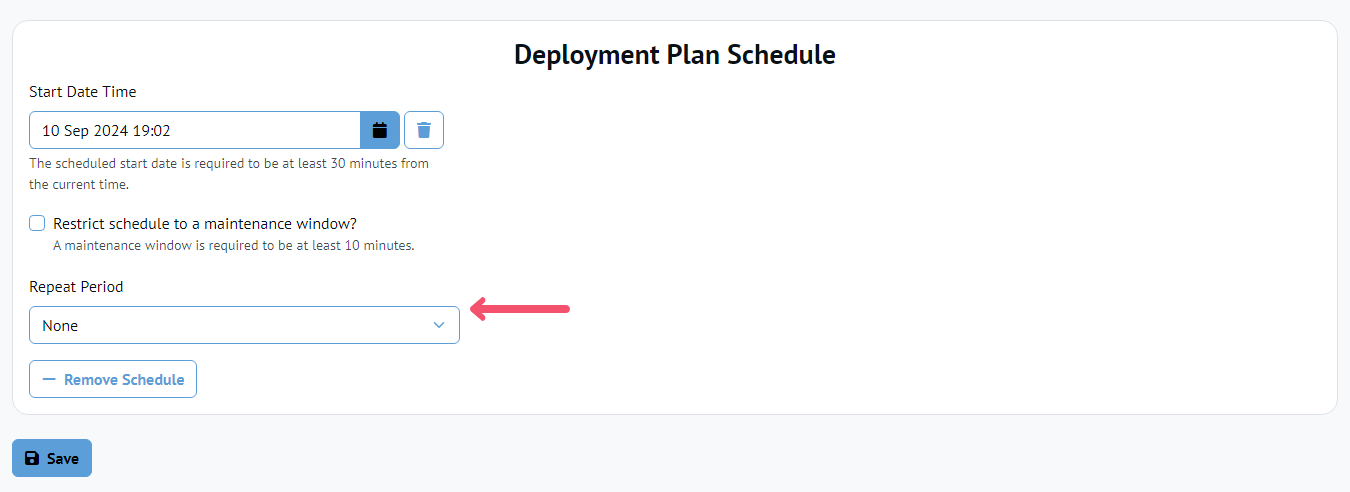 Deployment Plan Schedule
Start Date Time
10 Sep 2024 19:02
The scheduled start date is required to be at least 30 minutes from
the current time.
Restrict schedule to a maintenance window?
A maintenance window is required to be at least 10 minutes.
Repeat Period
None
Remove Schedule
Save